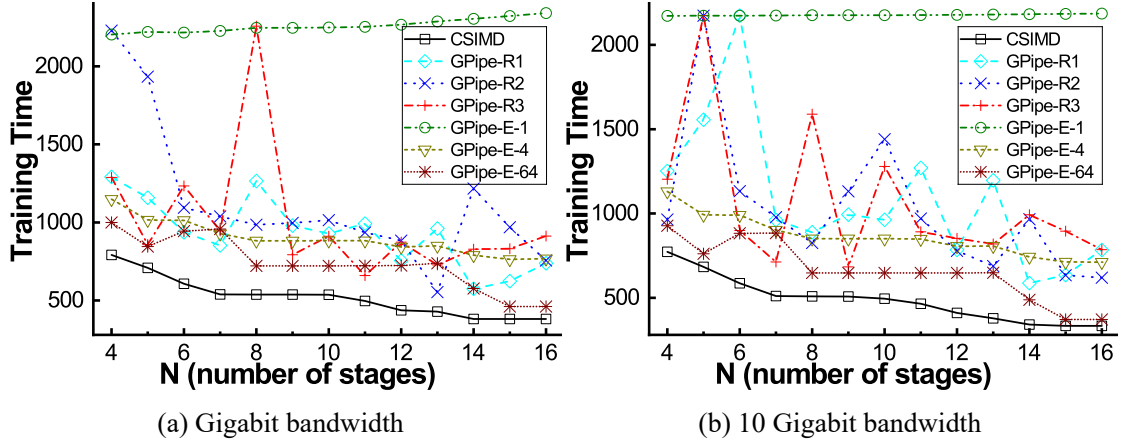 Training Time
2000
1500
1000
500
4 6 8 10 12 14 16
N (number of stages)
CSIMD
GPipe-R1
GPipe-R2
GPipe-R3
GPipe-E-1
GPipe-E-4
GPipe-E-64
(a) Gigabit bandwidth
Training Time
2000
1500
1000
500
4 6 8 10 12 14 16
N (number of stages)
CSIMD
GPipe-R1
GPipe-R2
GPipe-R3
GPipe-E-1
GPipe-E-4
GPipe-E-64
(b) 10 Gigabit bandwidth